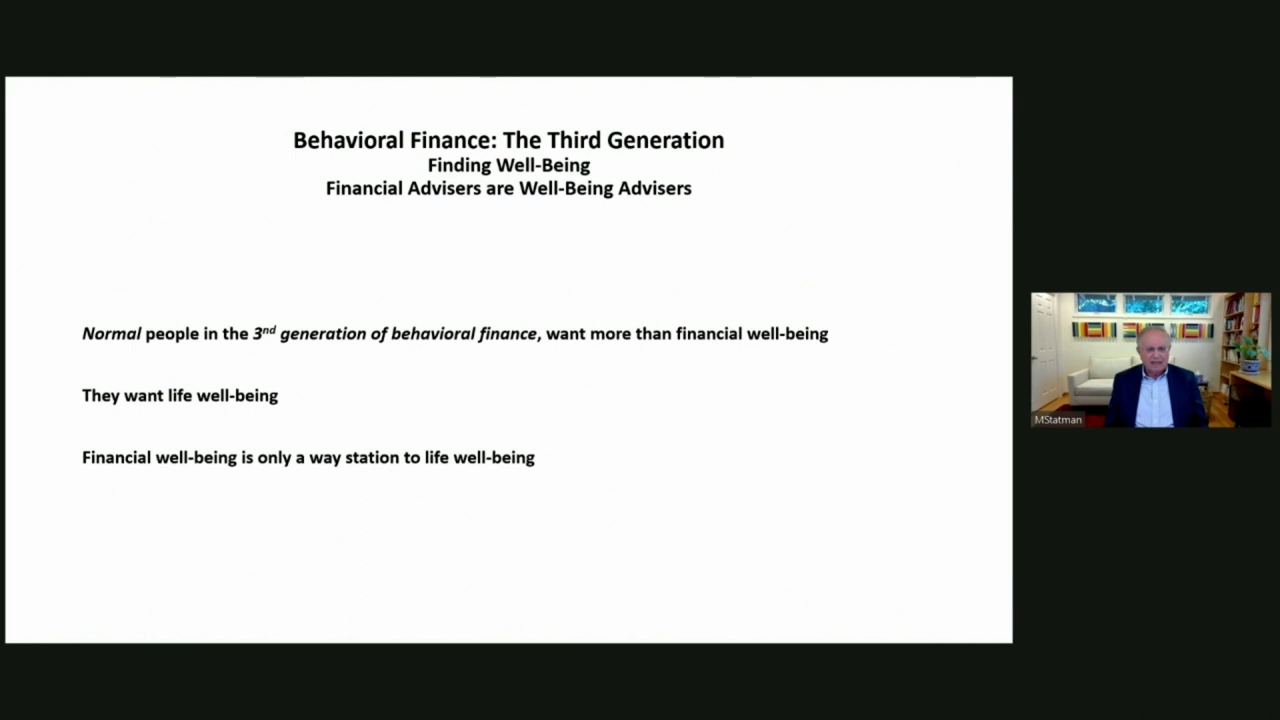 Behavioral Finance: The Third Generation
Finding Well-Being
Financial Advisers are Well-Being Advisers
Normal people in the 3nd generation of behavioral finance, want more than financial well-being
They want life well-being
Financial well-being is only a way station to life well-being
MStatman